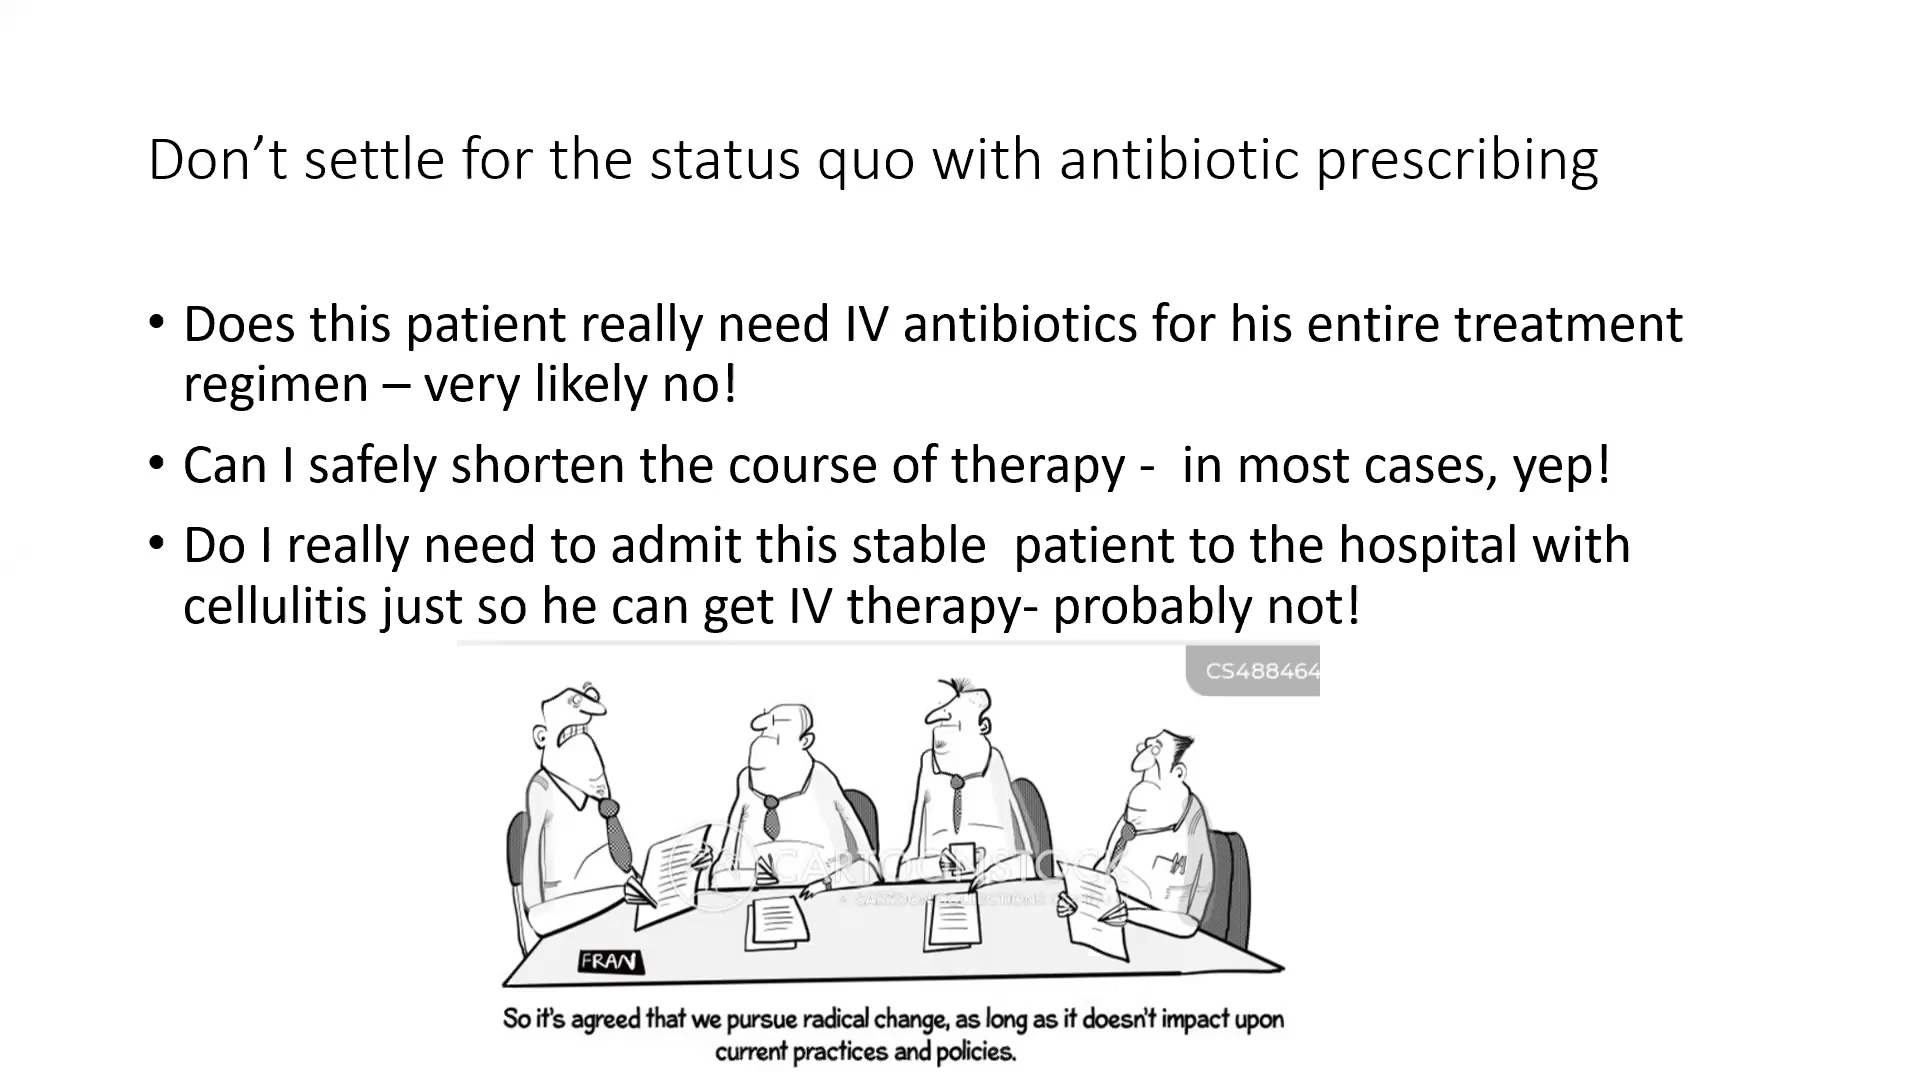 Don’t settle for the status quo with antibiotic prescribing
• Does this patient really need IV antibiotics for his entire treatment
regimen – very likely no!
• Can I safely shorten the course of therapy -  in most cases, yep!
• Do I really need to admit this stable  patient to the hospital with
cellulitis just so he can get IV therapy- probably not!
CS488464
CARTOONSTOCK
FRAN
So it's agreed that we pursue radical change, as long as it doesn't impact upon
current practices and policies.